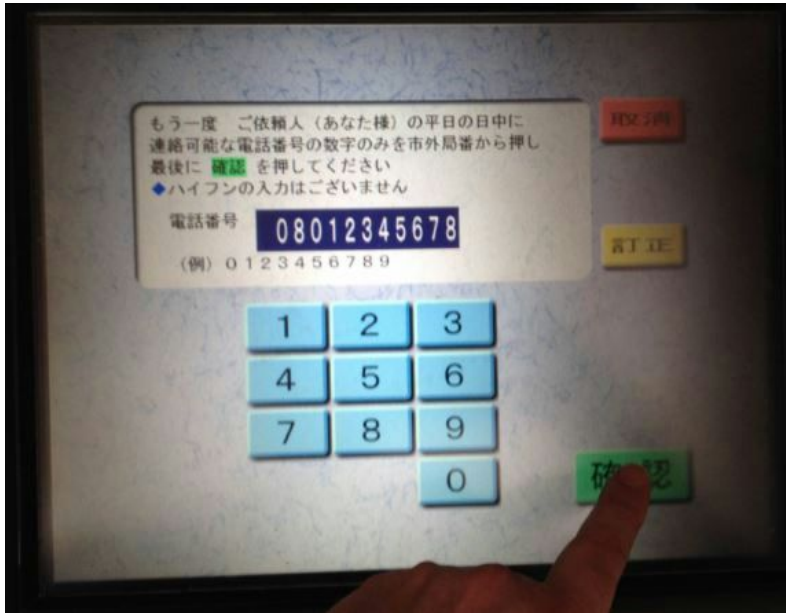 もう一度　ご依頼人（あなた様）の平日の日中に
連絡可能な電話番号の数字のみを市外局番から押し
最後に 確認 を押してください
◆ハイフンの入力はございません
電話番号 08012345678
（例）０１２３４５６７８９
取消
訂正
1 2 3
4 5 6
7 8 9
0
確認